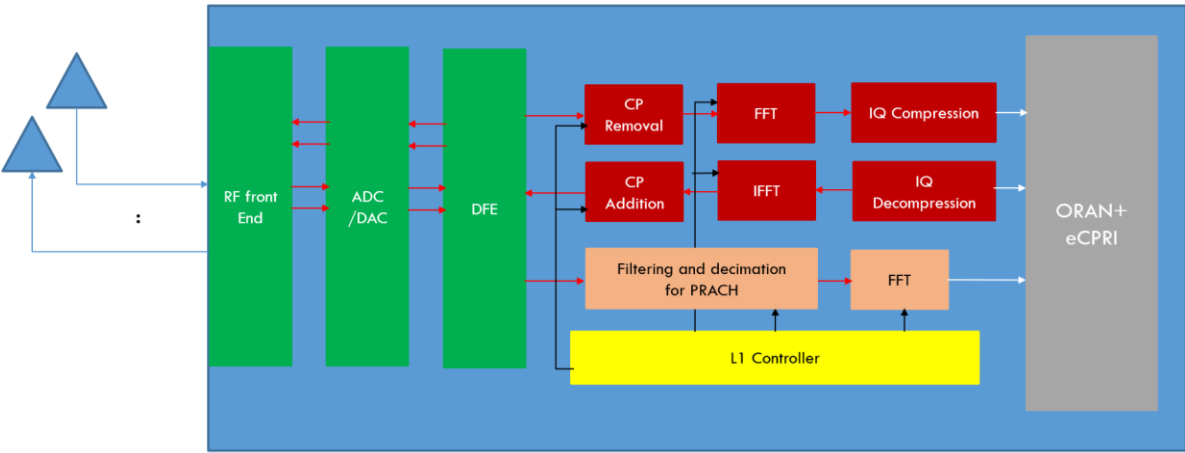 RF front
End
:
ADC
/DAC
DFE
CP
Removal
FFT
IQ Compression
CP
Addition
IFFT
IQ
Decompression
Filtering and decimation
for PRACH
FFT
L1 Controller
ORAN+
eCPRI